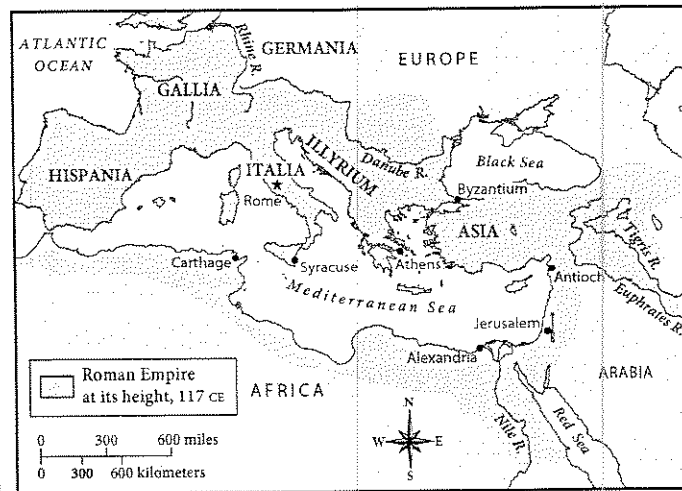 ATLANTIC
OCEAN
Rhine R.
GERMANIA
EUROPE
GALLIA
HISPANIA
ITALIA
Rome
ILLYRIUM
Danube R.
Black Sea
Byzantium
ASIA
Tigris R.
Euphrates R.
Carthage
Syracuse
Athens
Antioch
Mediterranean Sea
Jerusalem
Alexandria
AFRICA
ARABIA
Nile R.
Red Sea
Roman Empire
at its height, 117 CE
0 300 600 miles
0 300 600 kilometers
N
W E
S